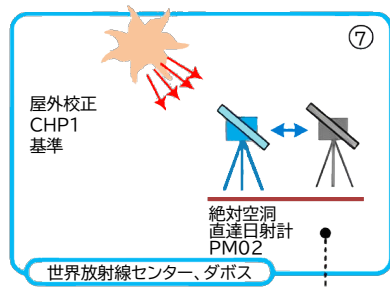 ⑦
屋外校正
CHP1
基準
絶対空洞
直達日射計
PM02
世界放射線センター、ダボス